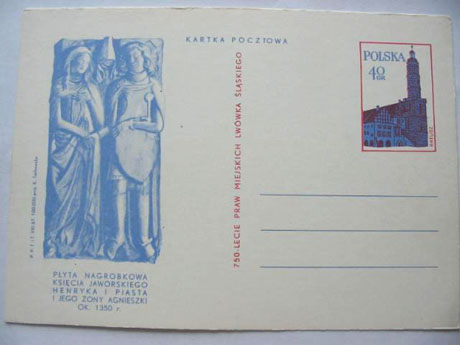 KARTKA POCZTOWA
POLSKA
40
GR
750-LECIE PRAW MIEJSKICH LWÓWKA ŚLĄSKIEGO
PŁYTA NAGROBKOWA
KSIĘCIA JAWORSKIEGO
HENRYKA I PIASTA
I JEGO ŻONY AGNIESZKI
OK. 1350 r.